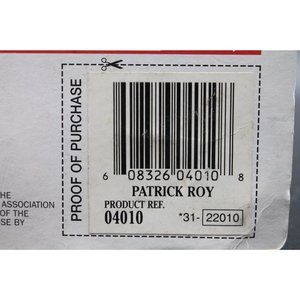 PROOF OF PURCHASE
6 08326 04010 8
PATRICK ROY
PRODUCT REF.
04010 *31- 22010
HE
ASSOCIATION
OF THE
SE BY